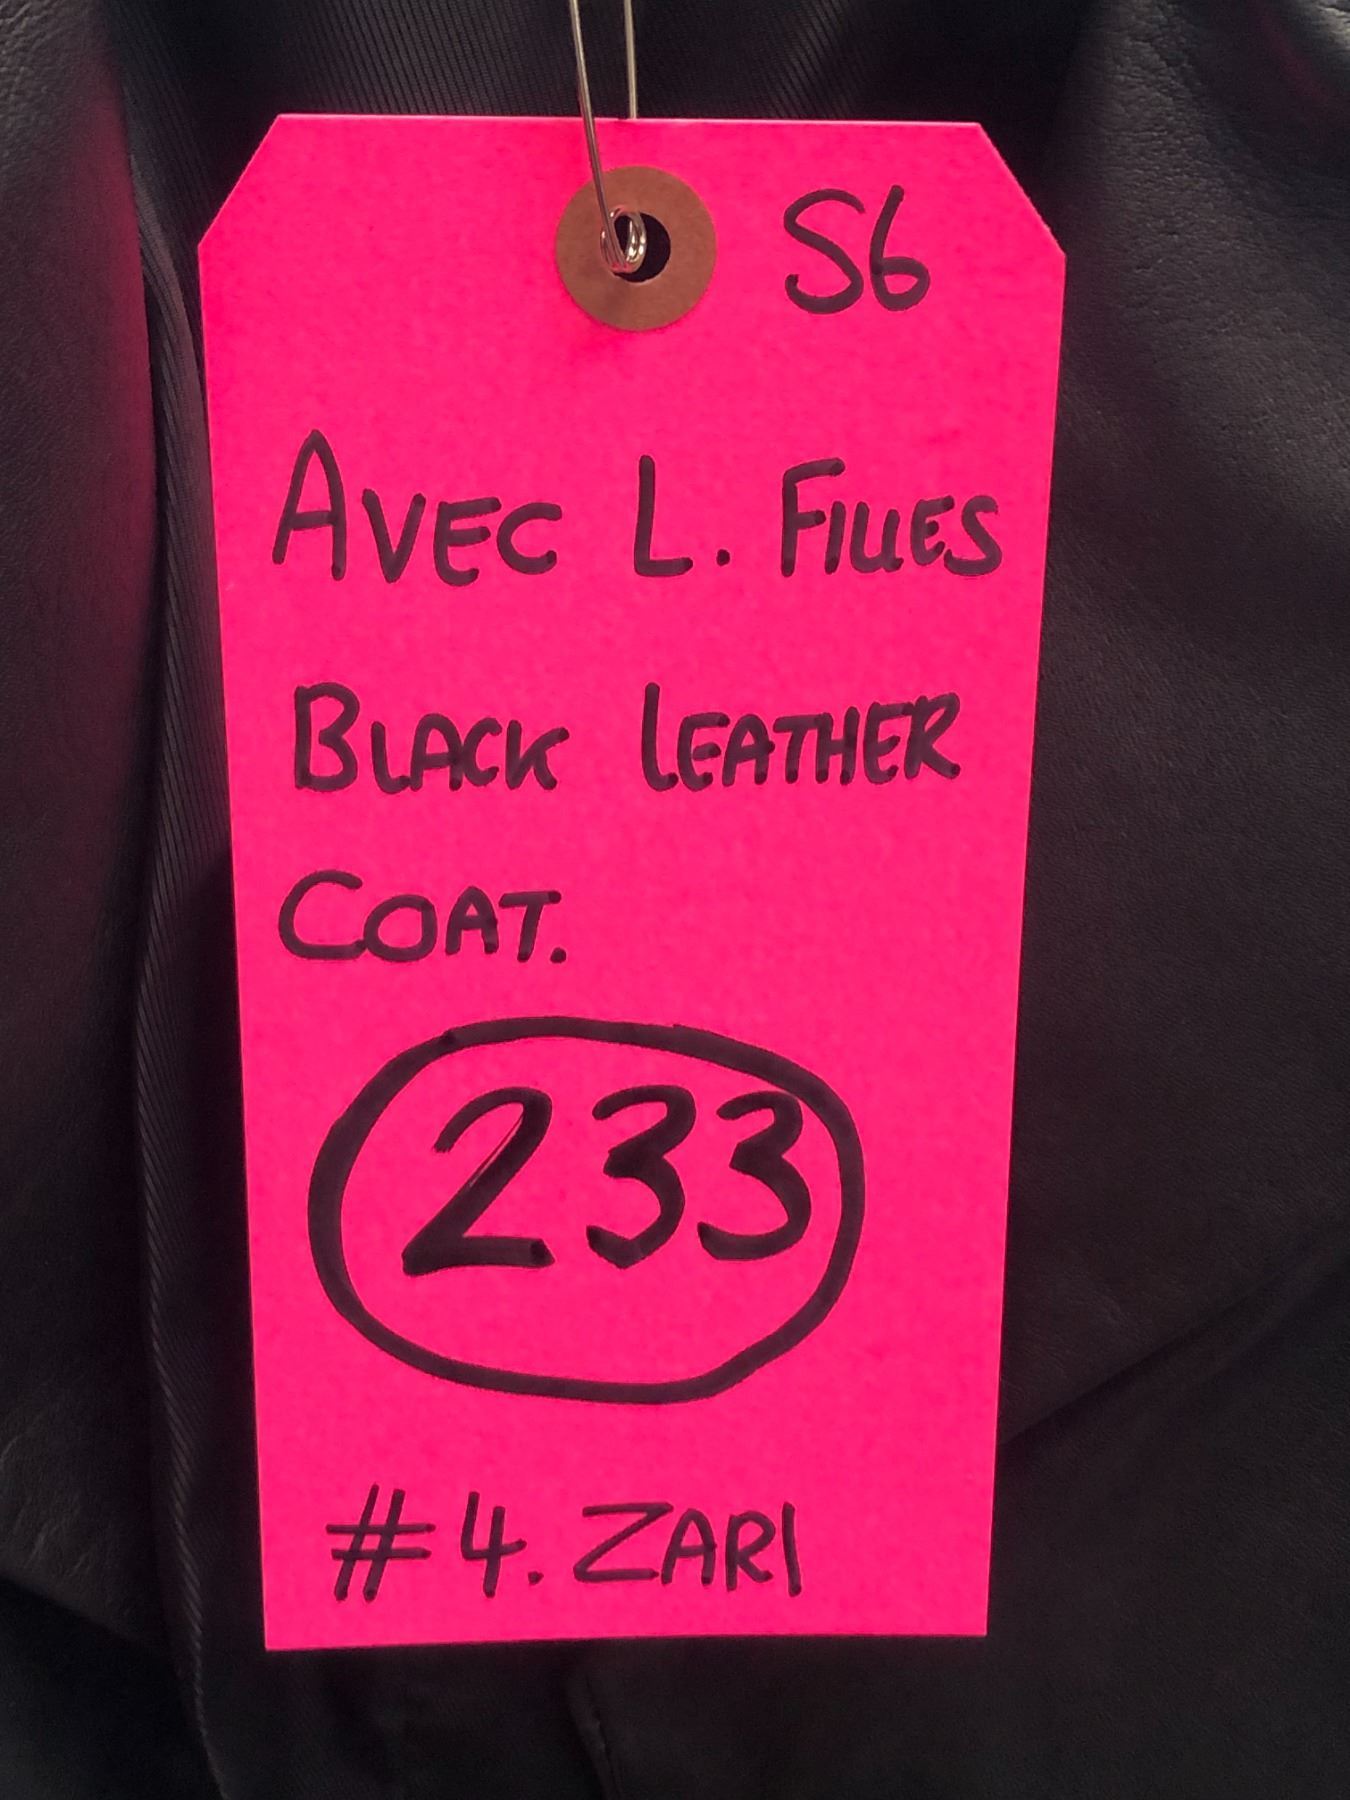 S6
AVEC L. FILLES
BLACK LEATHER
COAT.
233
#4. ZARI